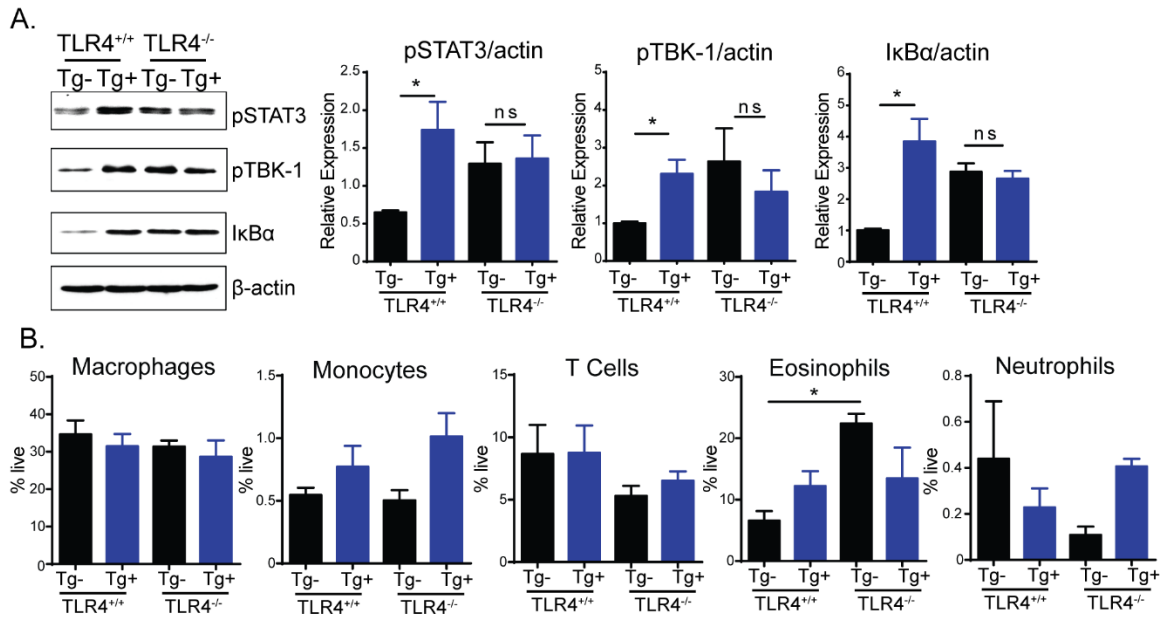 A.
TLR4+/+ TLR4-/-
Tg- Tg+ Tg- Tg+
pSTAT3
pTBK-1
IκBα
β-actin
pSTAT3/actin
Relative Expression
2.5
2.0
1.5
1.0
0.5
0.0
*
ns
Tg- Tg+ Tg- Tg+
TLR4+/+ TLR4-/-
pTBK-1/actin
Relative Expression
5
4
3
2
1
0
*
ns
Tg- Tg+ Tg- Tg+
TLR4+/+ TLR4-/-
IκBα/actin
Relative Expression
6
5
4
3
2
1
0
*
ns
Tg- Tg+ Tg- Tg+
TLR4+/+ TLR4-/-
B.
Macrophages
% live
50
40
30
20
10
0
Tg- Tg+ Tg- Tg+
TLR4+/+ TLR4-/-
Monocytes
% live
1.5
1.0
0.5
0.0
Tg- Tg+ Tg- Tg+
TLR4+/+ TLR4-/-
T Cells
% live
15
10
5
0
Tg- Tg+ Tg- Tg+
TLR4+/+ TLR4-/-
Eosinophils
% live
30
20
10
0
*
Tg- Tg+ Tg- Tg+
TLR4+/+ TLR4-/-
Neutrophils
% live
0.8
0.6
0.4
0.2
0.0
Tg- Tg+ Tg- Tg+
TLR4+/+ TLR4-/-